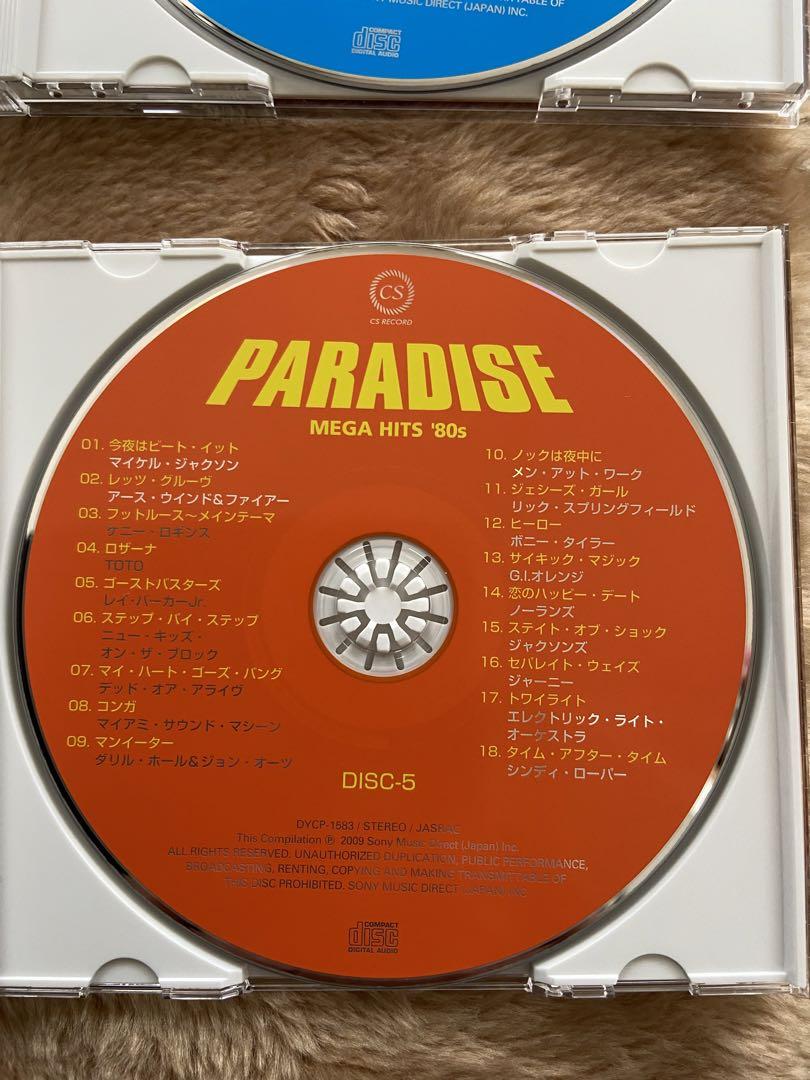 TABLE OF
MUSIC DIRECT (JAPAN) INC.
COMPACT
disc
DIGITAL AUDIO
CS
CS RECORD
PARADISE
MEGA HITS '80s
01. 今夜はビート・イット
マイケル・ジャクソン
02. レッツ・グルーヴ
アース・ウインド&ファイアー
03. フットルース～メインテーマ
ケニー・ロギンス
04. ロザーナ
TOTO
05. ゴーストバスターズ
レイ・パーカーJr.
06. ステップ・バイ・ステップ
ニュー・キッズ・
オン・ザ・ブロック
07. マイ・ハート・ゴーズ・バング
デッド・オア・アライヴ
08. コンガ
マイアミ・サウンド・マシーン
09. マンイーター
ダリル・ホール&ジョン・オーツ
10. ノックは夜中に
メン・アット・ワーク
11. ジェシーズ・ガール
リック・スプリングフィールド
12. ヒーロー
ボニー・タイラー
13. サイキック・マジック
G.I.オレンジ
14. 恋のハッピー・デート
ノーランズ
15. ステイト・オブ・ショック
ジャクソンズ
16. セパレイト・ウェイズ
ジャーニー
17. トワイライト
エレクトリック・ライト・
オーケストラ
18. タイム・アフター・タイム
シンディ・ローパー
DISC-5
DYCP-1583 / STEREO / JASRAC
This Compilation ℗ 2009 Sony Music Direct (Japan) Inc.
ALL RIGHTS RESERVED. UNAUTHORIZED DUPLICATION, PUBLIC PERFORMANCE,
BROADCASTING, RENTING, COPYING AND MAKING TRANSMITTABLE OF
THIS DISC PROHIBITED. SONY MUSIC DIRECT (JAPAN) INC.
COMPACT
disc
DIGITAL AUDIO